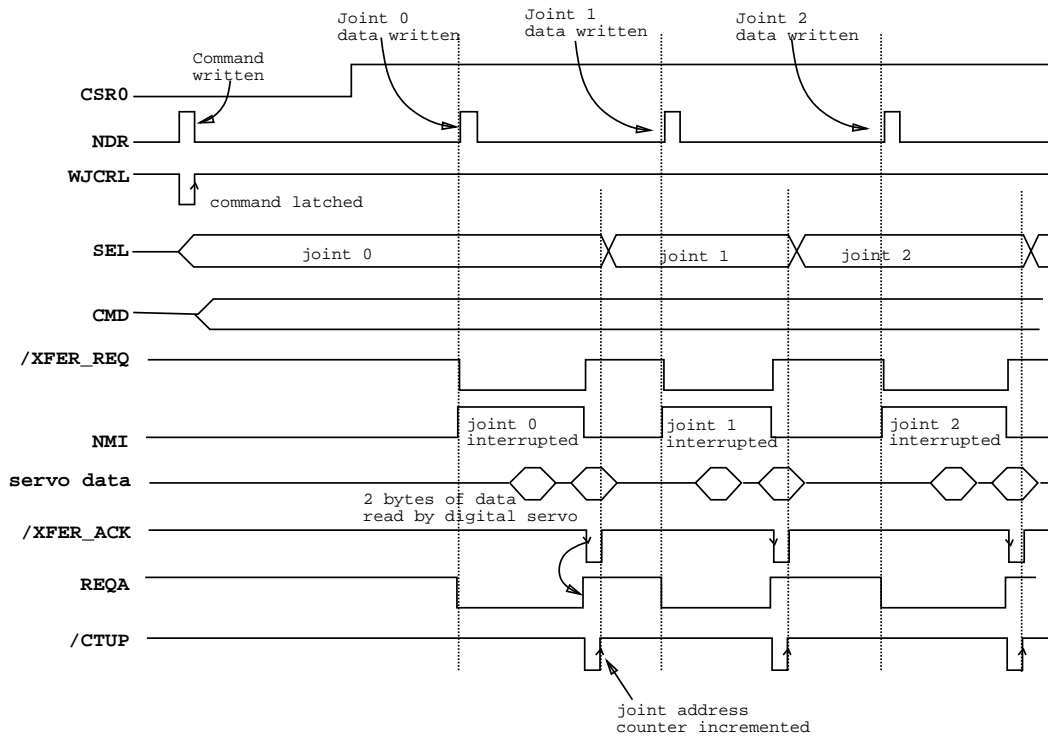 Joint 0
data written
Joint 1
data written
Joint 2
data written
Command
written
CSR0
NDR
WJCRL
command latched
SEL
joint 0
joint 1
joint 2
CMD
/XFER_REQ
NMI
joint 0
interrupted
joint 1
interrupted
joint 2
interrupted
servo data
2 bytes of data
read by digital servo
/XFER_ACK
REQA
/CTUP
joint address
counter incremented